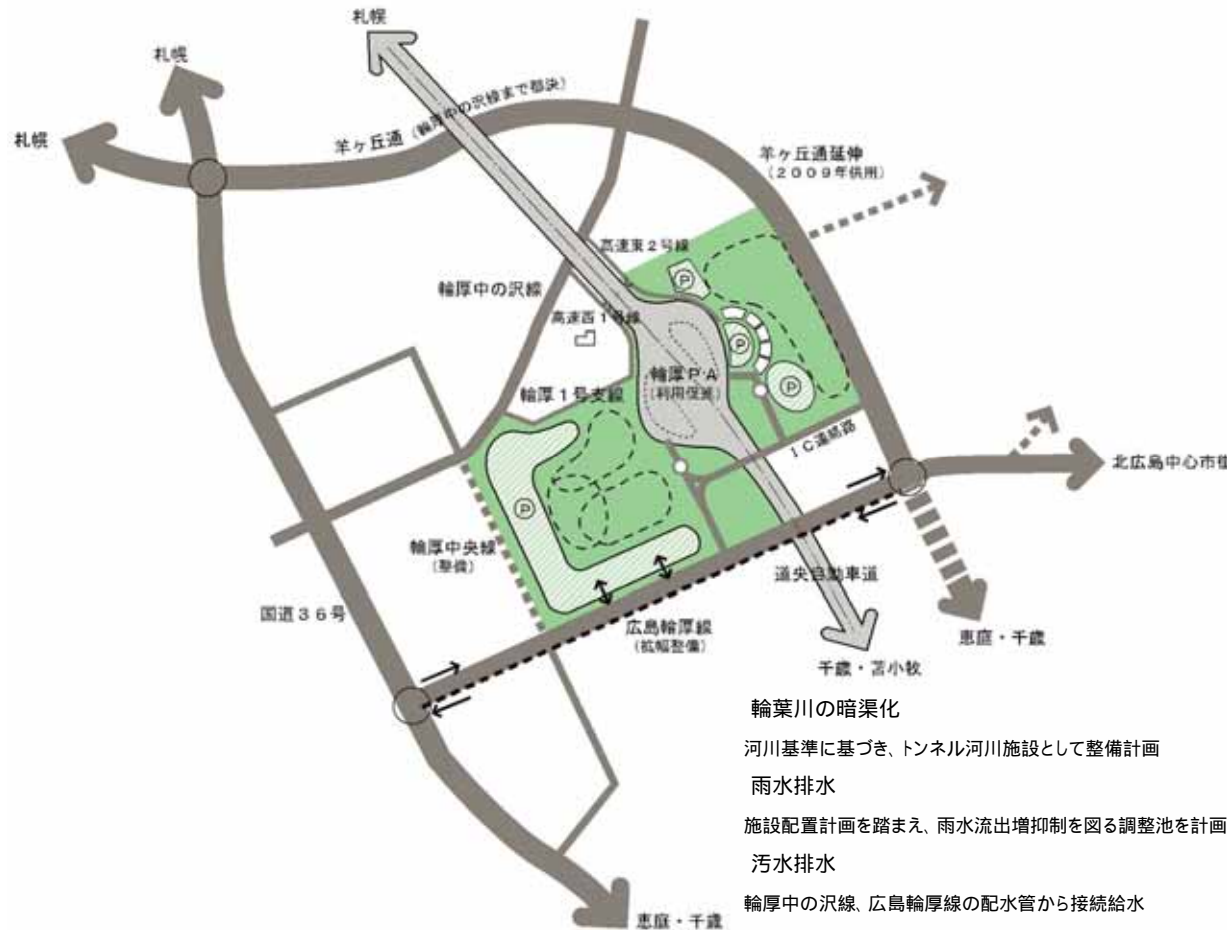 札幌
札幌
札幌
羊ヶ丘通(輪厚中の沢線まで都決)
羊ヶ丘通延伸
(2009年供用)
高速東2号線
輪厚中の沢線
高速西1号線
P
P
P
輪厚PA
(利用促進)
輪厚1号支線
IC連絡路
北広島中心市街
P
輪厚中央線
(整備)
国道36号
道央自動車道
広島輪厚線
(拡幅整備)
恵庭・千歳
千歳・苫小牧
輪葉川の暗渠化
河川基準に基づき、トンネル河川施設として整備計画
雨水排水
施設配置計画を踏まえ、雨水流出増抑制を図る調整池を計画
汚水排水
輪厚中の沢線、広島輪厚線の配水管から接続給水
恵庭・千歳